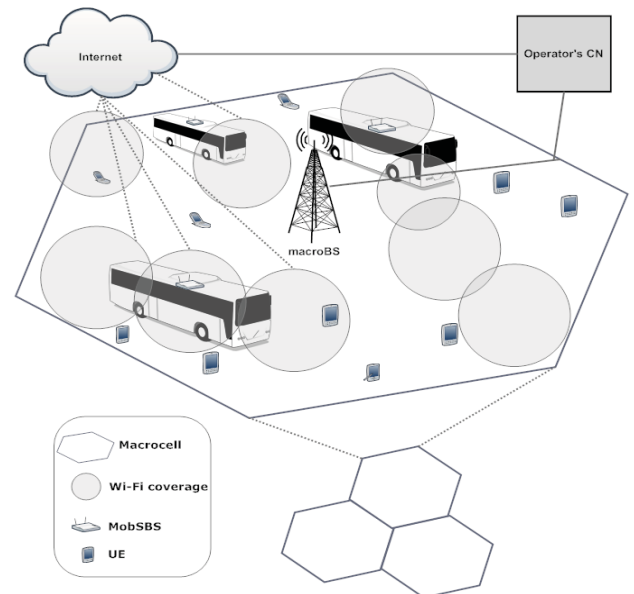 Internet
Operator's CN
macroBS
Macrocell
Wi-Fi coverage
MobSBS
UE